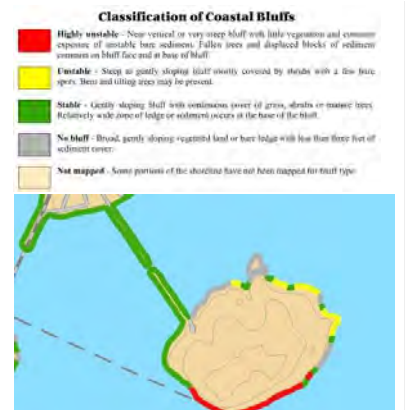 Classification of Coastal Bluffs
Highly unstable - Near vertical or very steep bluff with little vegetation and common
exposure of unstable bare sediment. Fallen trees and displaced blocks of sediment
common on bluff face and at base of bluff.
Unstable - Steep to gently sloping bluff mostly covered by shrubs with a few bare
spots. Bent and tilting trees may be present.
Stable - Gently sloping bluff with continuous cover of grass, shrubs or mature trees.
Relatively wide zone of ledge or sediment occurs at the base of the bluff.
No bluff - Broad, gently sloping vegetated land or bare ledge with less than three feet of
sediment cover.
Not mapped - Some portions of the shoreline have not been mapped for bluff type.